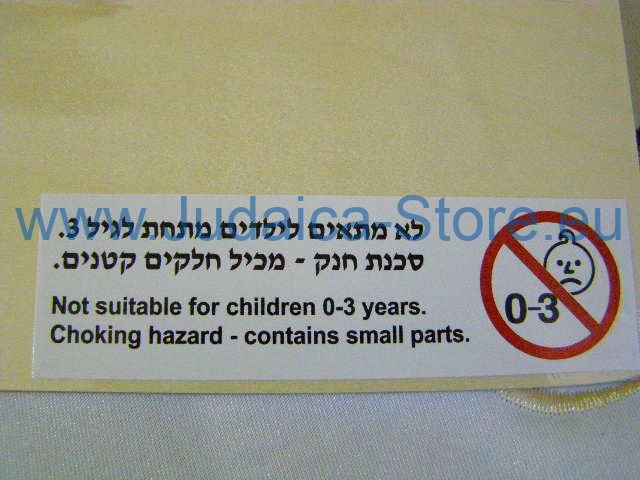 www.Judaica-Store.eu
לא מתאים לילדים מתחת לגיל 3.
סכנת חנק - מכיל חלקים קטנים.
Not suitable for children 0-3 years.
Choking hazard - contains small parts.
0-3